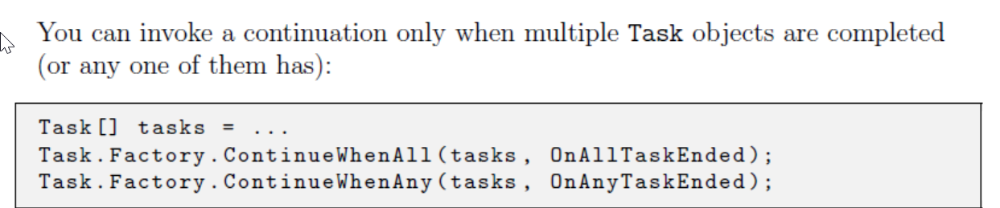 You can invoke a continuation only when multiple Task objects are completed
(or any one of them has):
Task[] tasks = ...
Task.Factory.ContinueWhenAll(tasks, OnAllTaskEnded);
Task.Factory.ContinueWhenAny(tasks, OnAnyTaskEnded);